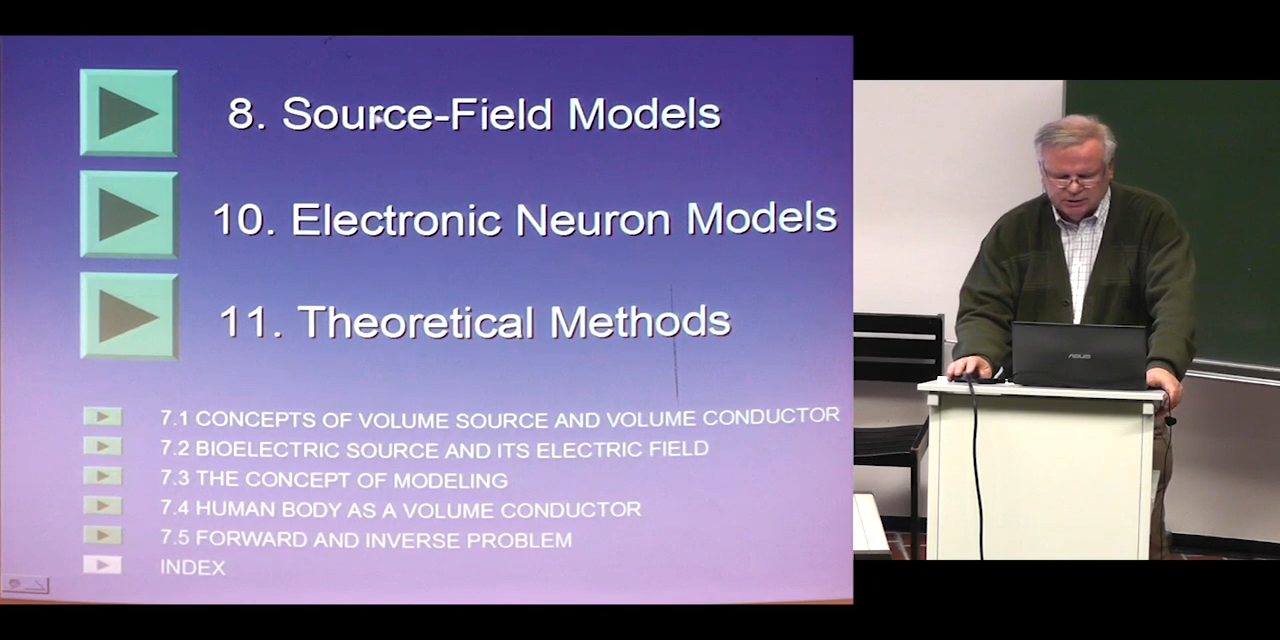 8. Source-Field Models
10. Electronic Neuron Models
11. Theoretical Methods
7.1 CONCEPTS OF VOLUME SOURCE AND VOLUME CONDUCTOR
7.2 BIOELECTRIC SOURCE AND ITS ELECTRIC FIELD
7.3 THE CONCEPT OF MODELING
7.4 HUMAN BODY AS A VOLUME CONDUCTOR
7.5 FORWARD AND INVERSE PROBLEM
INDEX
ASUS